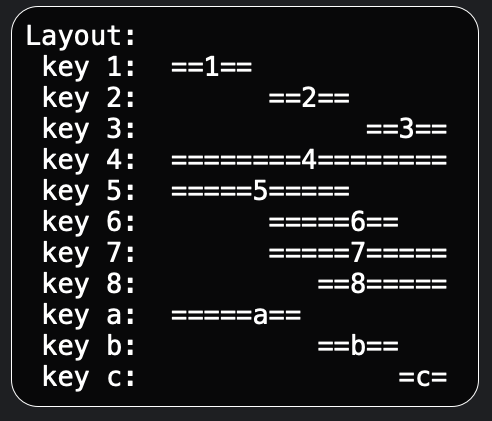 Layout:
 key 1:  ==1==
 key 2:        ==2==
 key 3:              ==3==
 key 4:  ========4========
 key 5:  =====5=====
 key 6:        =====6==
 key 7:        =====7=====
 key 8:           ==8=====
 key a:  =====a==
 key b:           ==b==
 key c:                =c=